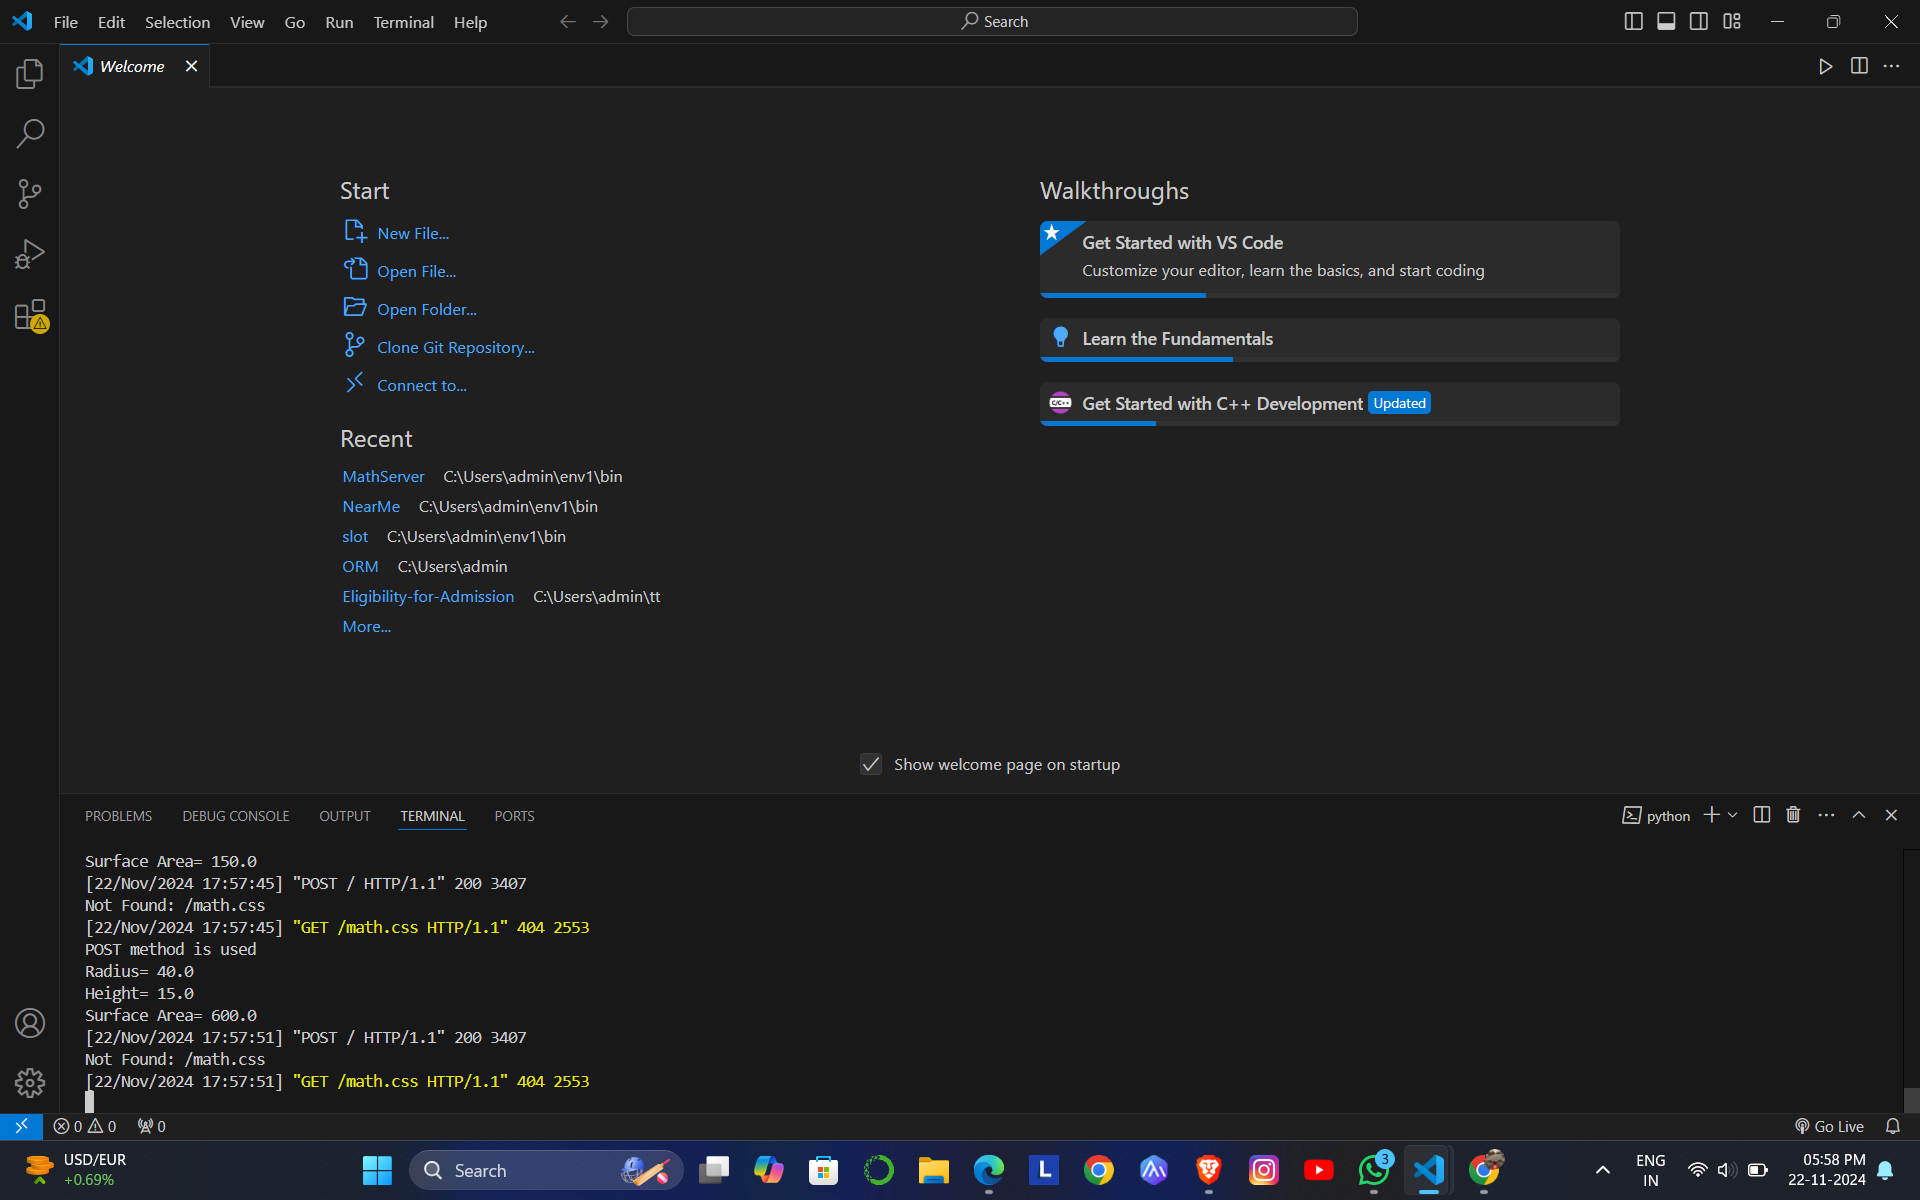 File Edit Selection View Go Run Terminal Help
Search
Welcome
Start
New File...
Open File...
Open Folder...
Clone Git Repository...
Connect to...
Recent
MathServer C:\Users\admin\env1\bin
NearMe C:\Users\admin\env1\bin
slot C:\Users\admin\env1\bin
ORM C:\Users\admin
Eligibility-for-Admission C:\Users\admin\tt
More...
Walkthroughs
Get Started with VS Code
Customize your editor, learn the basics, and start coding
Learn the Fundamentals
C/C++ Get Started with C++ Development Updated
Show welcome page on startup
PROBLEMS DEBUG CONSOLE OUTPUT TERMINAL PORTS
python
Surface Area= 150.0
[22/Nov/2024 17:57:45] "POST / HTTP/1.1" 200 3407
Not Found: /math.css
[22/Nov/2024 17:57:45] "GET /math.css HTTP/1.1" 404 2553
POST method is used
Radius= 40.0
Height= 15.0
Surface Area= 600.0
[22/Nov/2024 17:57:51] "POST / HTTP/1.1" 200 3407
Not Found: /math.css
[22/Nov/2024 17:57:51] "GET /math.css HTTP/1.1" 404 2553
0 0 0
Go Live
USD/EUR
+0.69%
Search
L
3
ENG
IN
05:58 PM
22-11-2024